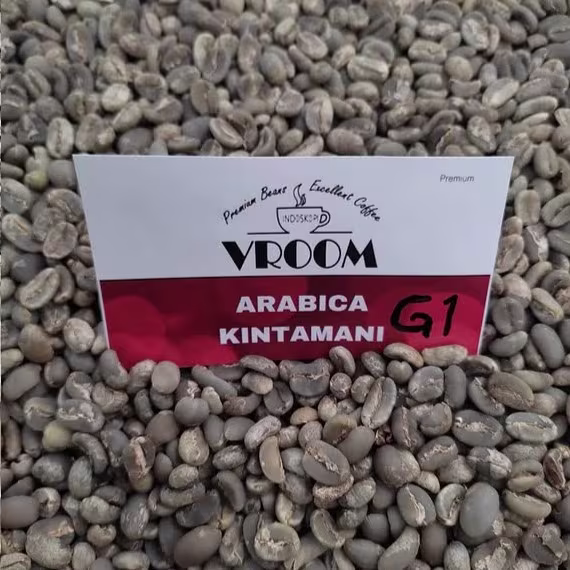 Premium
Premium Beans Excellent Coffee
INDOSKOPI
VROOM
ARABICA
KINTAMANI G1